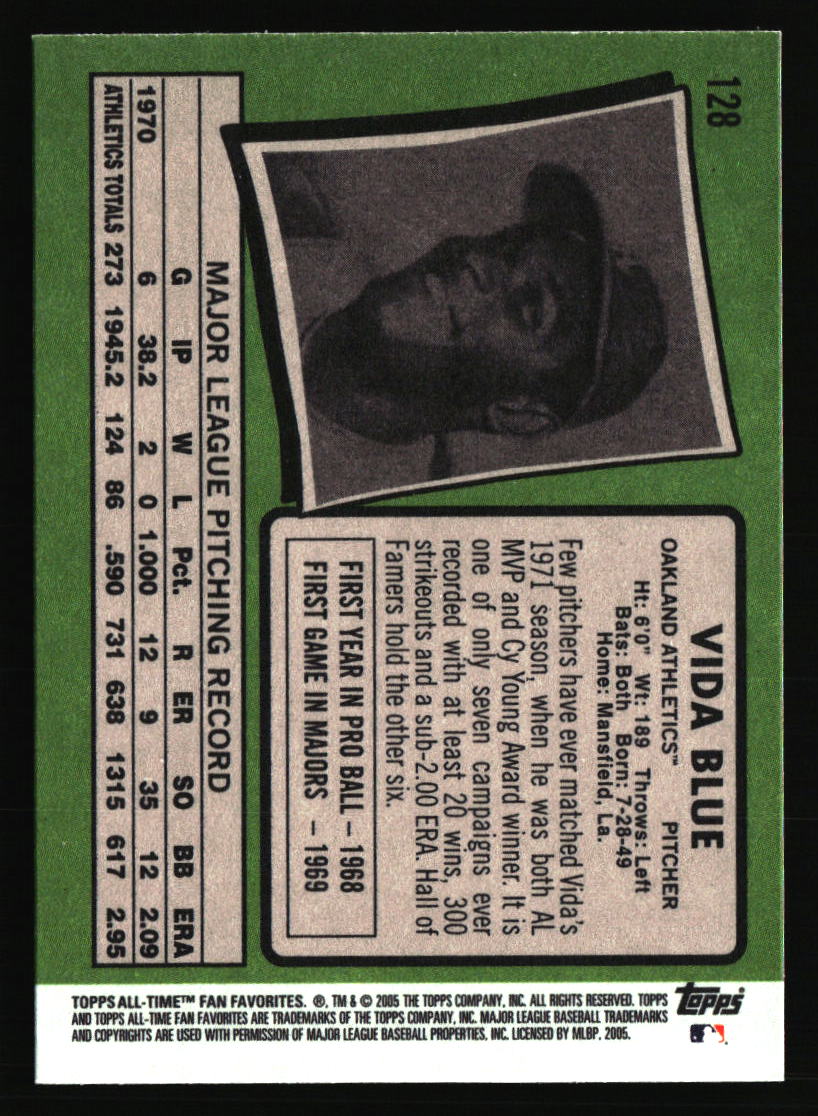 128
VIDA BLUE
OAKLAND ATHLETICS™ PITCHER
Ht: 6'0" Wt: 189 Throws: Left
Bats: Both Born: 7-28-49
Home: Mansfield, La.
Few pitchers have ever matched Vida's
1971 season, when he was both AL
MVP and Cy Young Award winner. It is
one of only seven campaigns ever
recorded with at least 20 wins, 300
strikeouts and a sub-2.00 ERA. Hall of
Famers hold the other six.
FIRST YEAR IN PRO BALL – 1968
FIRST GAME IN MAJORS – 1969
MAJOR LEAGUE PITCHING RECORD
G IP W L Pct. R ER SO BB ERA
1970 6 38.2 2 0 1.000 12 9 35 12 2.09
ATHLETICS TOTALS 273 1945.2 124 86 .590 731 638 1315 617 2.95
TOPPS ALL-TIME™ FAN FAVORITES. ®, TM & © 2005 THE TOPPS COMPANY, INC. ALL RIGHTS RESERVED. TOPPS
AND TOPPS ALL-TIME FAN FAVORITES ARE TRADEMARKS OF THE TOPPS COMPANY, INC. MAJOR LEAGUE BASEBALL TRADEMARKS
AND COPYRIGHTS ARE USED WITH PERMISSION OF MAJOR LEAGUE BASEBALL PROPERTIES, INC. LICENSED BY MLBP, 2005.
Topps